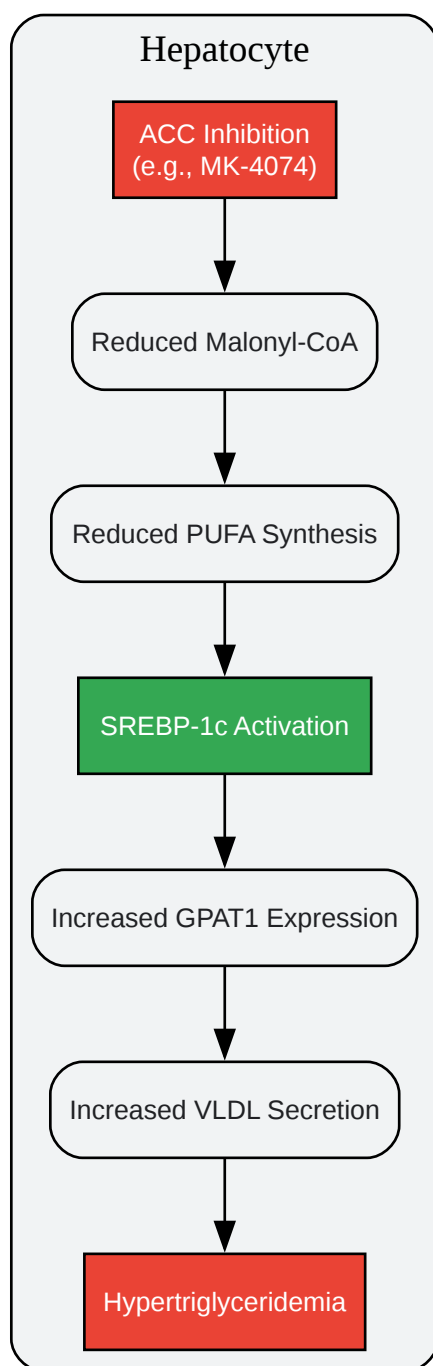 Hepatocyte
ACC Inhibition
(e.g., MK-4074)
Reduced Malonyl-CoA
Reduced PUFA Synthesis
SREBP-1c Activation
Increased GPAT1 Expression
Increased VLDL Secretion
Hypertriglyceridemia